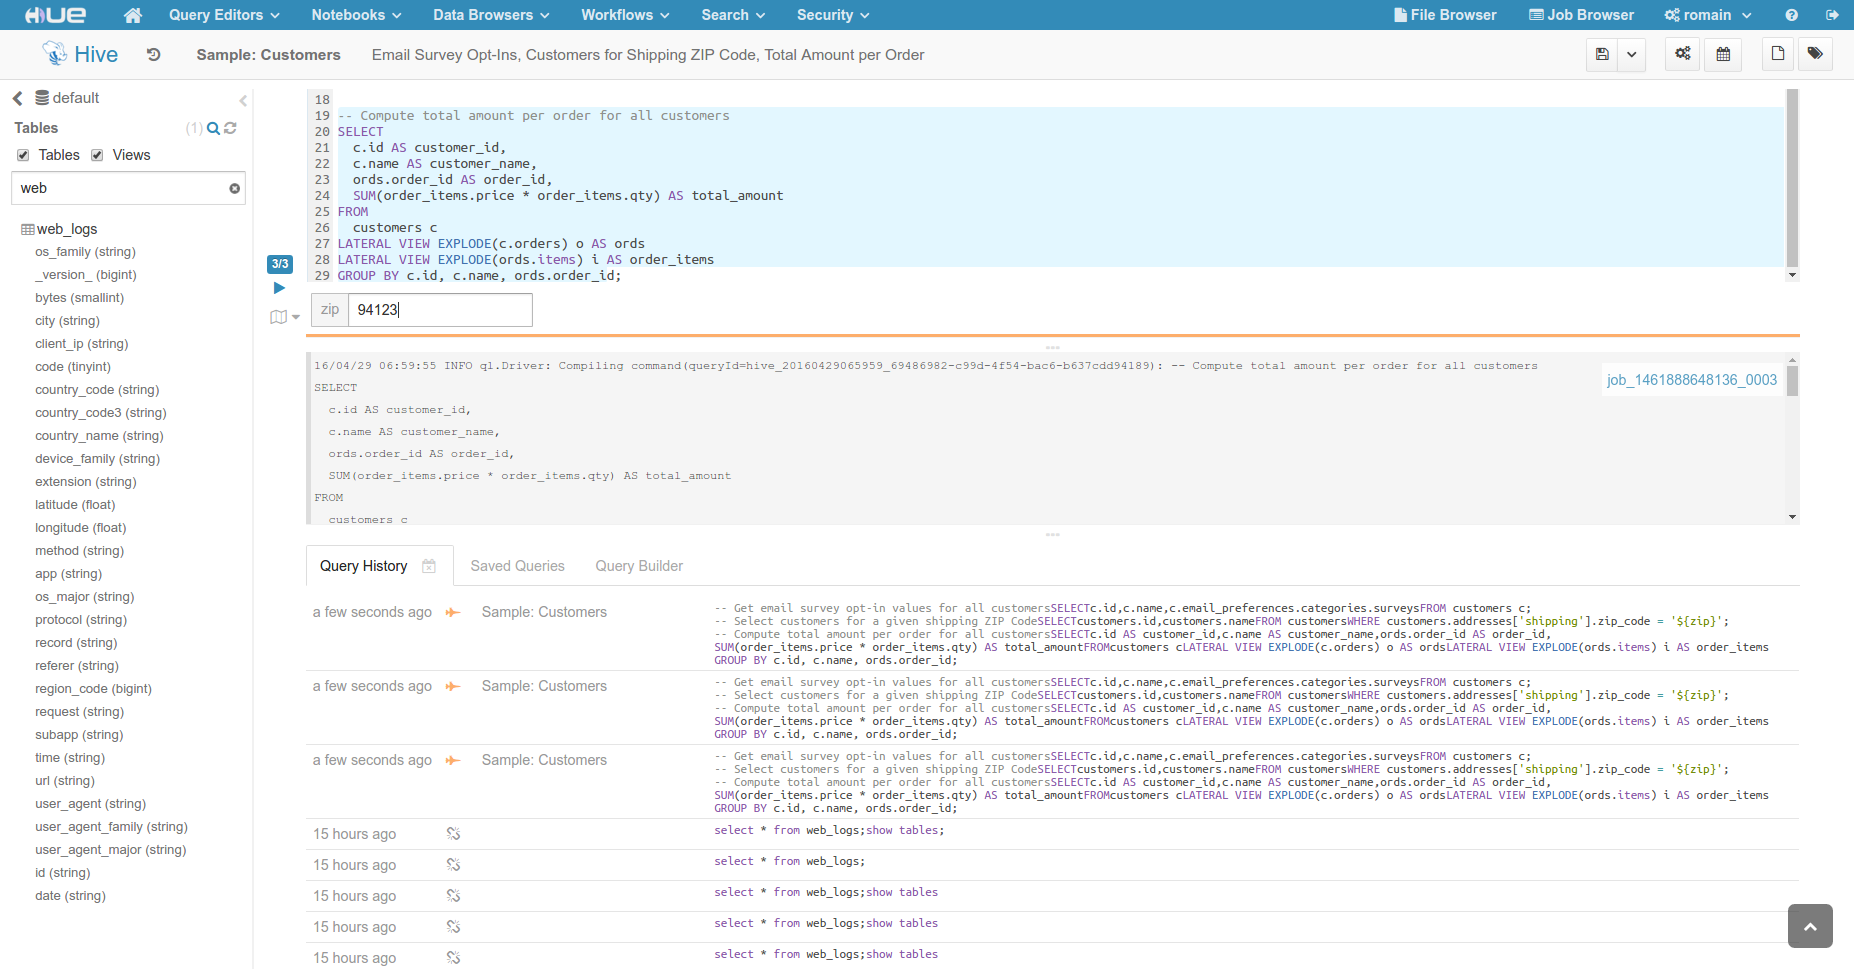 HUE Query Editors Notebooks Data Browsers Workflows Search Security File Browser Job Browser romain
Hive Sample: Customers Email Survey Opt-Ins, Customers for Shipping ZIP Code, Total Amount per Order
default
Tables (1)
Tables Views
web
web_logs
os_family (string)
_version_ (bigint)
bytes (smallint)
city (string)
client_ip (string)
code (tinyint)
country_code (string)
country_code3 (string)
country_name (string)
device_family (string)
extension (string)
latitude (float)
longitude (float)
method (string)
app (string)
os_major (string)
protocol (string)
record (string)
referer (string)
region_code (bigint)
request (string)
subapp (string)
time (string)
url (string)
user_agent (string)
user_agent_family (string)
user_agent_major (string)
id (string)
date (string)
18
19 -- Compute total amount per order for all customers
20 SELECT
21 c.id AS customer_id,
22 c.name AS customer_name,
23 ords.order_id AS order_id,
24 SUM(order_items.price * order_items.qty) AS total_amount
25 FROM
26 customers c
27 LATERAL VIEW EXPLODE(c.orders) o AS ords
28 LATERAL VIEW EXPLODE(ords.items) i AS order_items
29 GROUP BY c.id, c.name, ords.order_id;
3/3
zip 94123
16/04/29 06:59:55 INFO ql.Driver: Compiling command(queryId=hive_20160429065959_69486982-c99d-4f54-bac6-b637cdd94189): -- Compute total amount per order for all customers
job_1461888648136_0003
SELECT
c.id AS customer_id,
c.name AS customer_name,
ords.order_id AS order_id,
SUM(order_items.price * order_items.qty) AS total_amount
FROM
customers c
Query History Saved Queries Query Builder
a few seconds ago Sample: Customers
-- Get email survey opt-in values for all customersSELECTc.id,c.name,c.email_preferences.categories.surveysFROM customers c;
-- Select customers for a given shipping ZIP CodeSELECTcustomers.id,customers.nameFROM customersWHERE customers.addresses['shipping'].zip_code = '${zip}';
-- Compute total amount per order for all customersSELECTc.id AS customer_id,c.name AS customer_name,ords.order_id AS order_id,
SUM(order_items.price * order_items.qty) AS total_amountFROMcustomers cLATERAL VIEW EXPLODE(c.orders) o AS ordsLATERAL VIEW EXPLODE(ords.items) i AS order_items
GROUP BY c.id, c.name, ords.order_id;
a few seconds ago Sample: Customers
-- Get email survey opt-in values for all customersSELECTc.id,c.name,c.email_preferences.categories.surveysFROM customers c;
-- Select customers for a given shipping ZIP CodeSELECTcustomers.id,customers.nameFROM customersWHERE customers.addresses['shipping'].zip_code = '${zip}';
-- Compute total amount per order for all customersSELECTc.id AS customer_id,c.name AS customer_name,ords.order_id AS order_id,
SUM(order_items.price * order_items.qty) AS total_amountFROMcustomers cLATERAL VIEW EXPLODE(c.orders) o AS ordsLATERAL VIEW EXPLODE(ords.items) i AS order_items
GROUP BY c.id, c.name, ords.order_id;
a few seconds ago Sample: Customers
-- Get email survey opt-in values for all customersSELECTc.id,c.name,c.email_preferences.categories.surveysFROM customers c;
-- Select customers for a given shipping ZIP CodeSELECTcustomers.id,customers.nameFROM customersWHERE customers.addresses['shipping'].zip_code = '${zip}';
-- Compute total amount per order for all customersSELECTc.id AS customer_id,c.name AS customer_name,ords.order_id AS order_id,
SUM(order_items.price * order_items.qty) AS total_amountFROMcustomers cLATERAL VIEW EXPLODE(c.orders) o AS ordsLATERAL VIEW EXPLODE(ords.items) i AS order_items
GROUP BY c.id, c.name, ords.order_id;
15 hours ago select * from web_logs;show tables;
15 hours ago select * from web_logs;
15 hours ago select * from web_logs;show tables
15 hours ago select * from web_logs;show tables
15 hours ago select * from web_logs;show tables